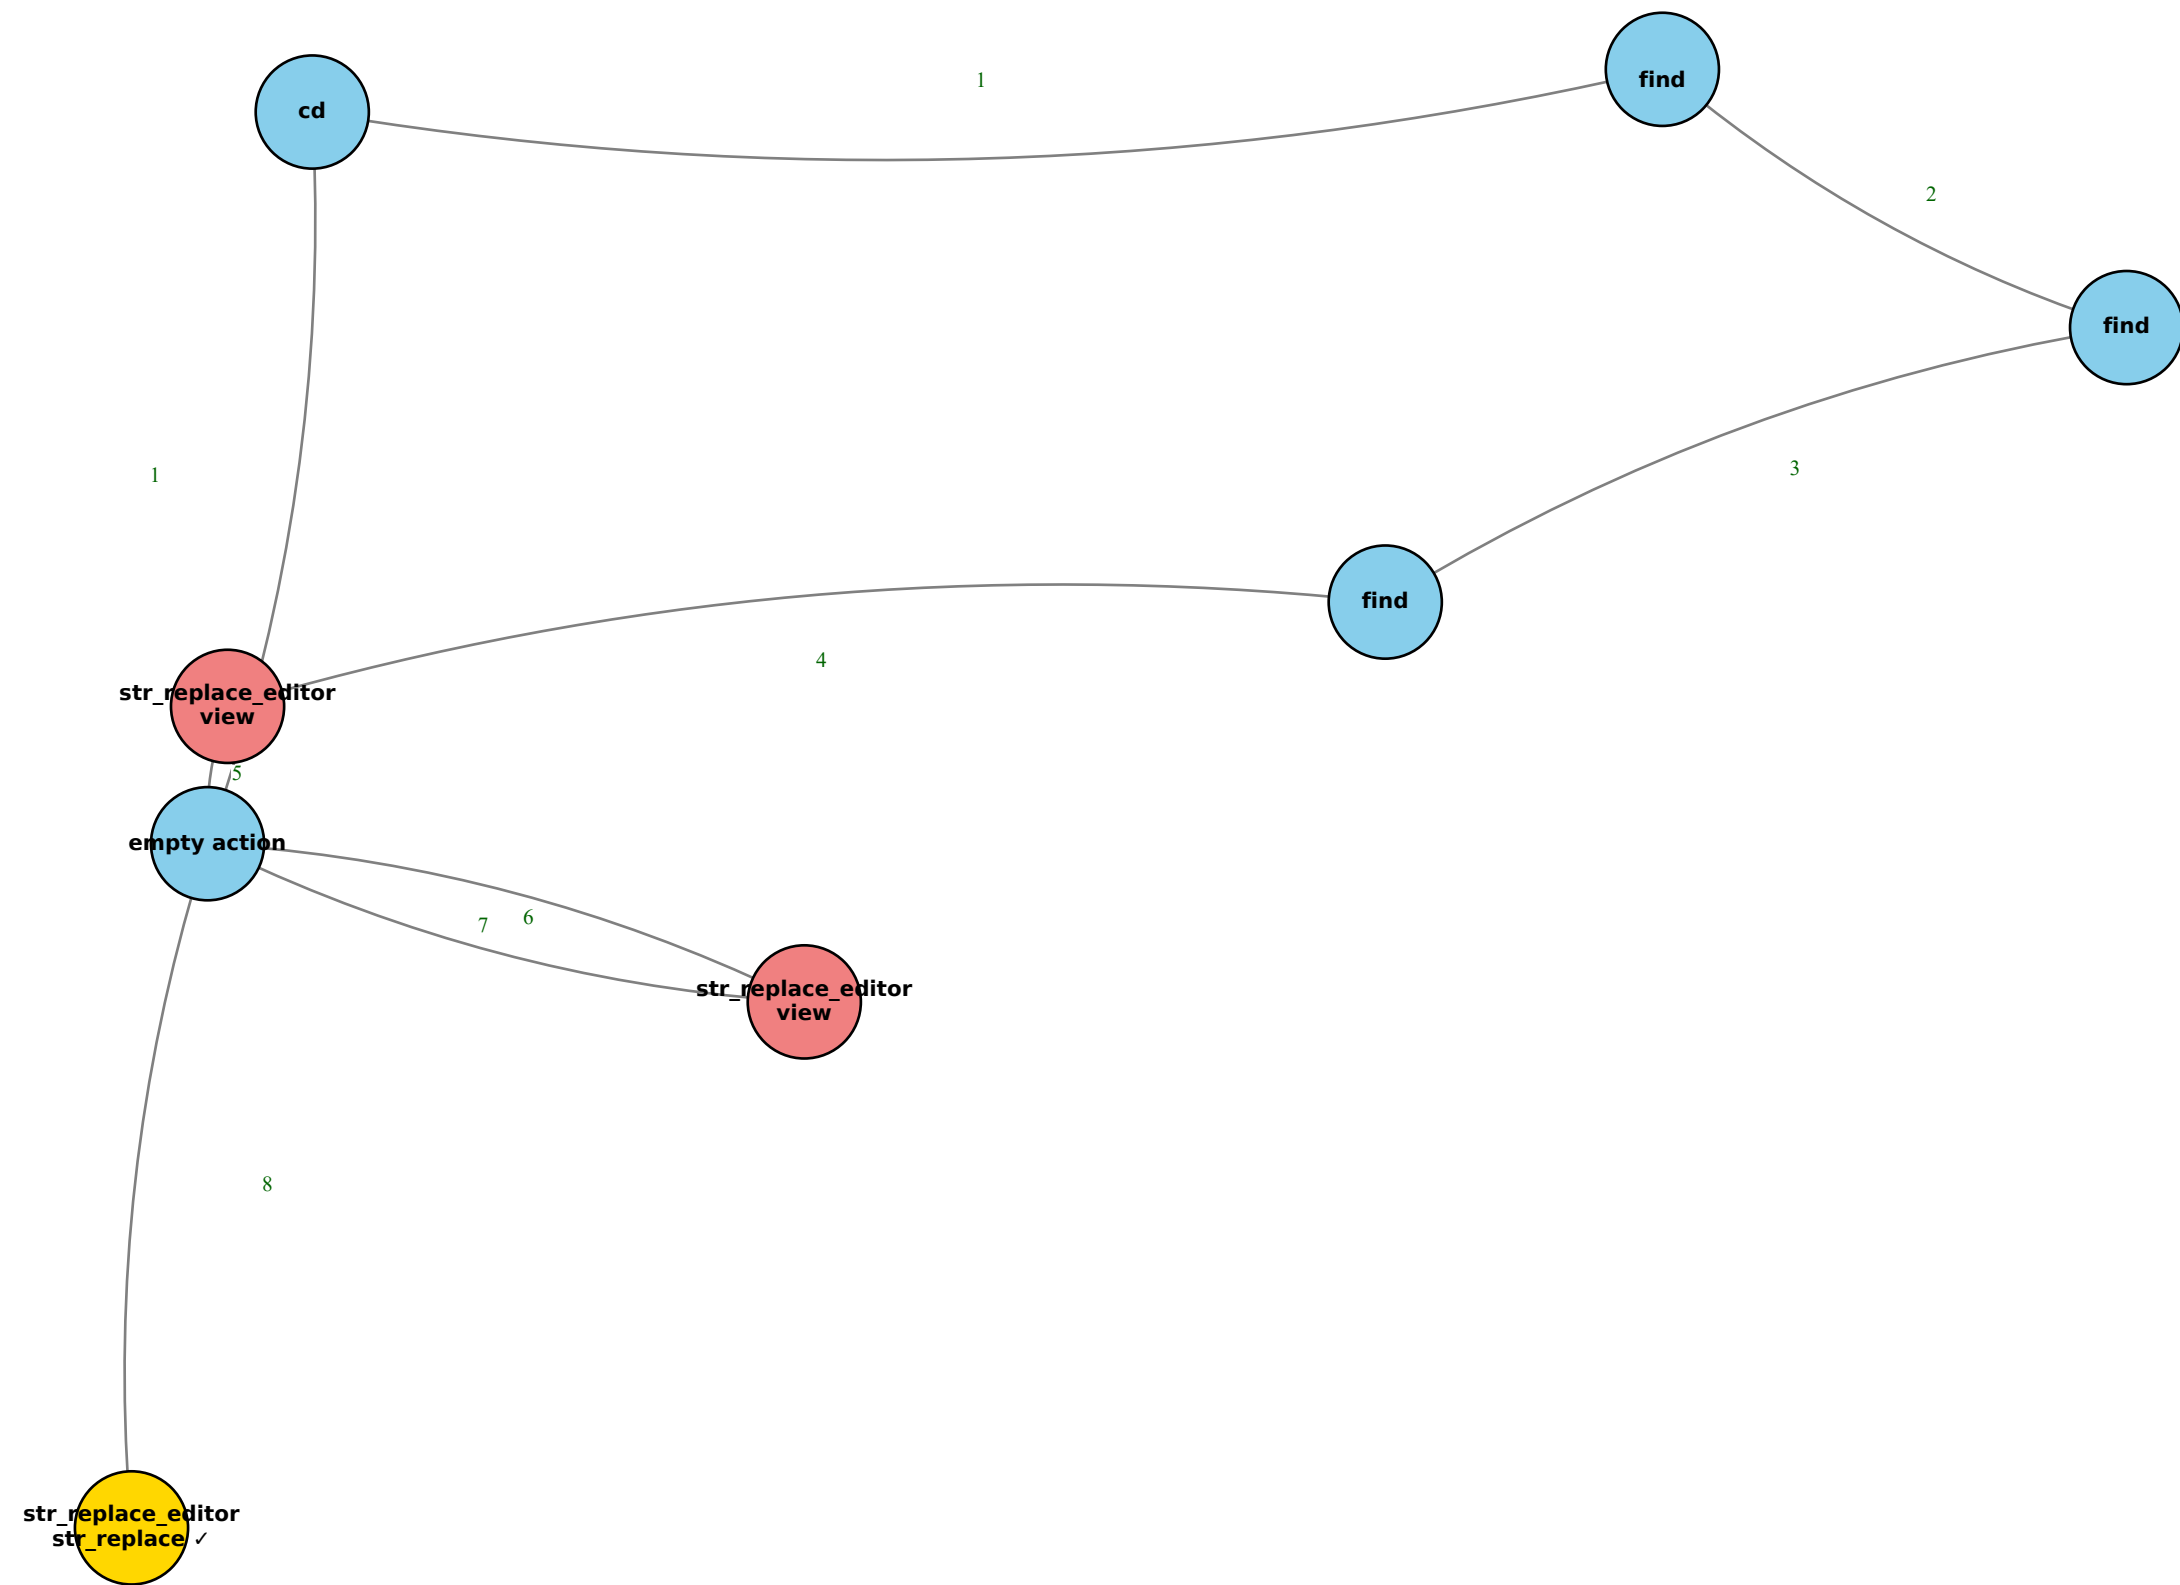 1
find
cd
2
find
3
1
find
4
str_replace_editor
view
5
empty action
6
7
str_replace_editor
view
8
str_replace_editor
str_replace ✓